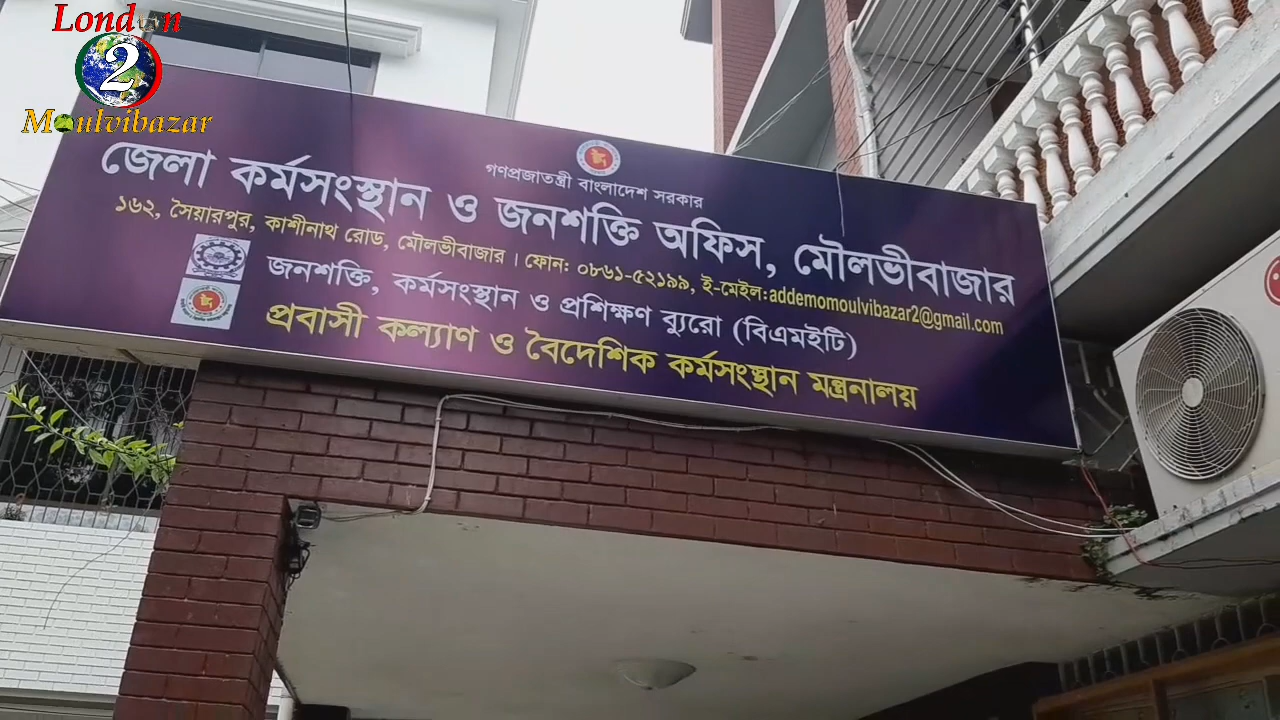 London
2
Moulvibazar
গণপ্রজাতন্ত্রী বাংলাদেশ সরকার
জেলা কর্মসংস্থান ও জনশক্তি অফিস, মৌলভীবাজার
১৬২, সৈয়ারপুর, কাশীনাথ রোড, মৌলভীবাজার। ফোন: ০৮৬১-৫২১৯৯, ই-মেইল:addemomoulvibazar2@gmail.com
জনশক্তি, কর্মসংস্থান ও প্রশিক্ষণ ব্যুরো (বিএমইটি)
প্রবাসী কল্যাণ ও বৈদেশিক কর্মসংস্থান মন্ত্রনালয়